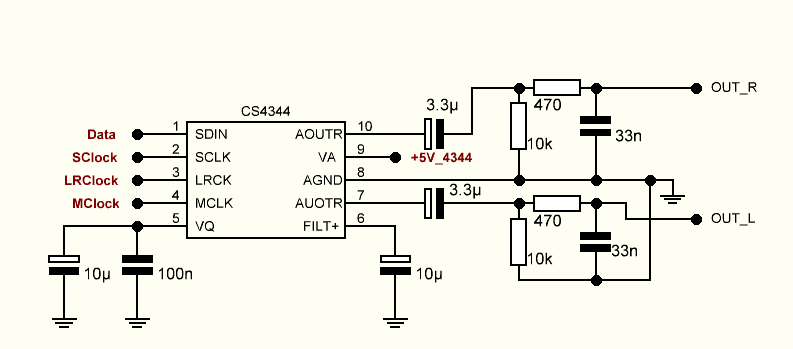 CS4344
3.3µ
OUT_R
470
Data 1 SDIN AOUTR 10
33n
10k
SClock 2 SCLK VA 9 +5V_4344
LRClock 3 LRCK AGND 8
3.3µ
MClock 4 MCLK AUOTR 7
470
OUT_L
5 VQ FILT+ 6
33n
10k
10µ 100n 10µ